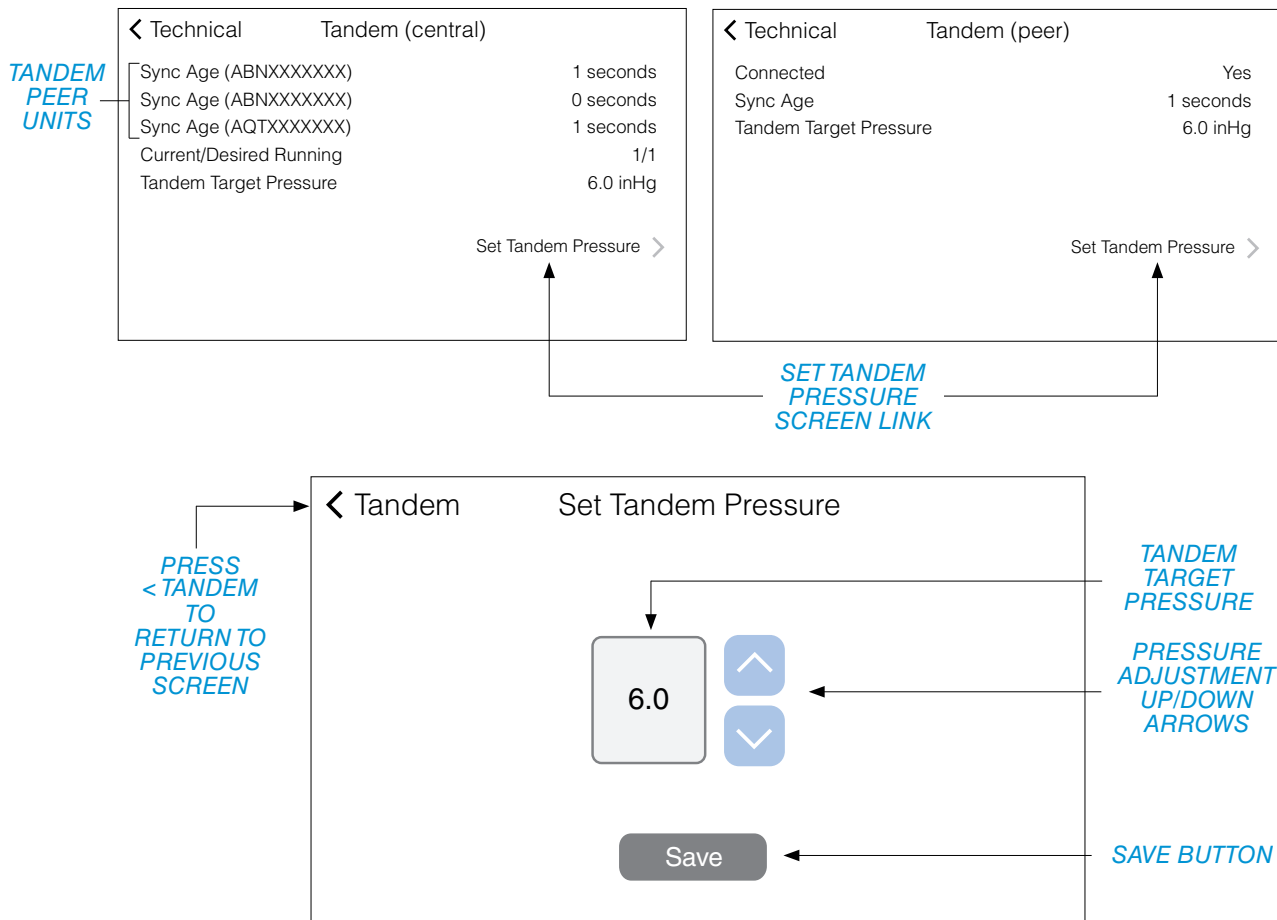 Technical Tandem (central)
TANDEM
PEER
UNITS
Sync Age (ABNXXXXXXX) 1 seconds
Sync Age (ABNXXXXXXX) 0 seconds
Sync Age (AQTXXXXXXX) 1 seconds
Current/Desired Running 1/1
Tandem Target Pressure 6.0 inHg
Set Tandem Pressure
Technical Tandem (peer)
Connected Yes
Sync Age 1 seconds
Tandem Target Pressure 6.0 inHg
Set Tandem Pressure
SET TANDEM
PRESSURE
SCREEN LINK
Tandem Set Tandem Pressure
PRESS
< TANDEM
TO
RETURN TO
PREVIOUS
SCREEN
6.0
TANDEM
TARGET
PRESSURE
PRESSURE
ADJUSTMENT
UP/DOWN
ARROWS
Save
SAVE BUTTON